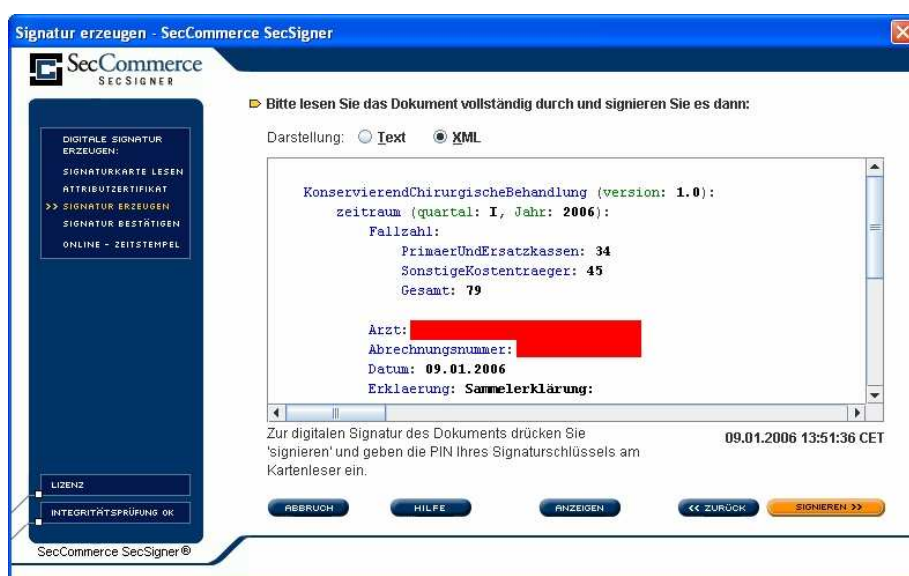 Signatur erzeugen - SecCommerce SecSigner
SecCommerce
SECSIGNER
DIGITALE SIGNATUR
ERZEUGEN:
SIGNATURKARTE LESEN
ATTRIBUTZERTIFIKAT
>> SIGNATUR ERZEUGEN
SIGNATUR BESTÄTIGEN
ONLINE - ZEITSTEMPEL
Bitte lesen Sie das Dokument vollständig durch und signieren Sie es dann:
Darstellung: Text XML
KonservierendChirurgischeBehandlung (version: 1.0):
zeitraum (quartal: I, Jahr: 2006):
Fallzahl:
PrimaerUndErsatzkassen: 34
SonstigeKostentraeger: 45
Gesamt: 79
Arzt:
Abrechnungsnummer:
Datum: 09.01.2006
Erklaerung: Sammelerklärung:
Zur digitalen Signatur des Dokuments drücken Sie
'signieren' und geben die PIN Ihres Signaturschlüssels am
Kartenleser ein.
09.01.2006 13:51:36 CET
LIZENZ
INTEGRITÄTSPRÜFUNG OK
ABBRUCH HILFE ANZEIGEN << ZURÜCK SIGNIEREN >>
SecCommerce SecSigner®